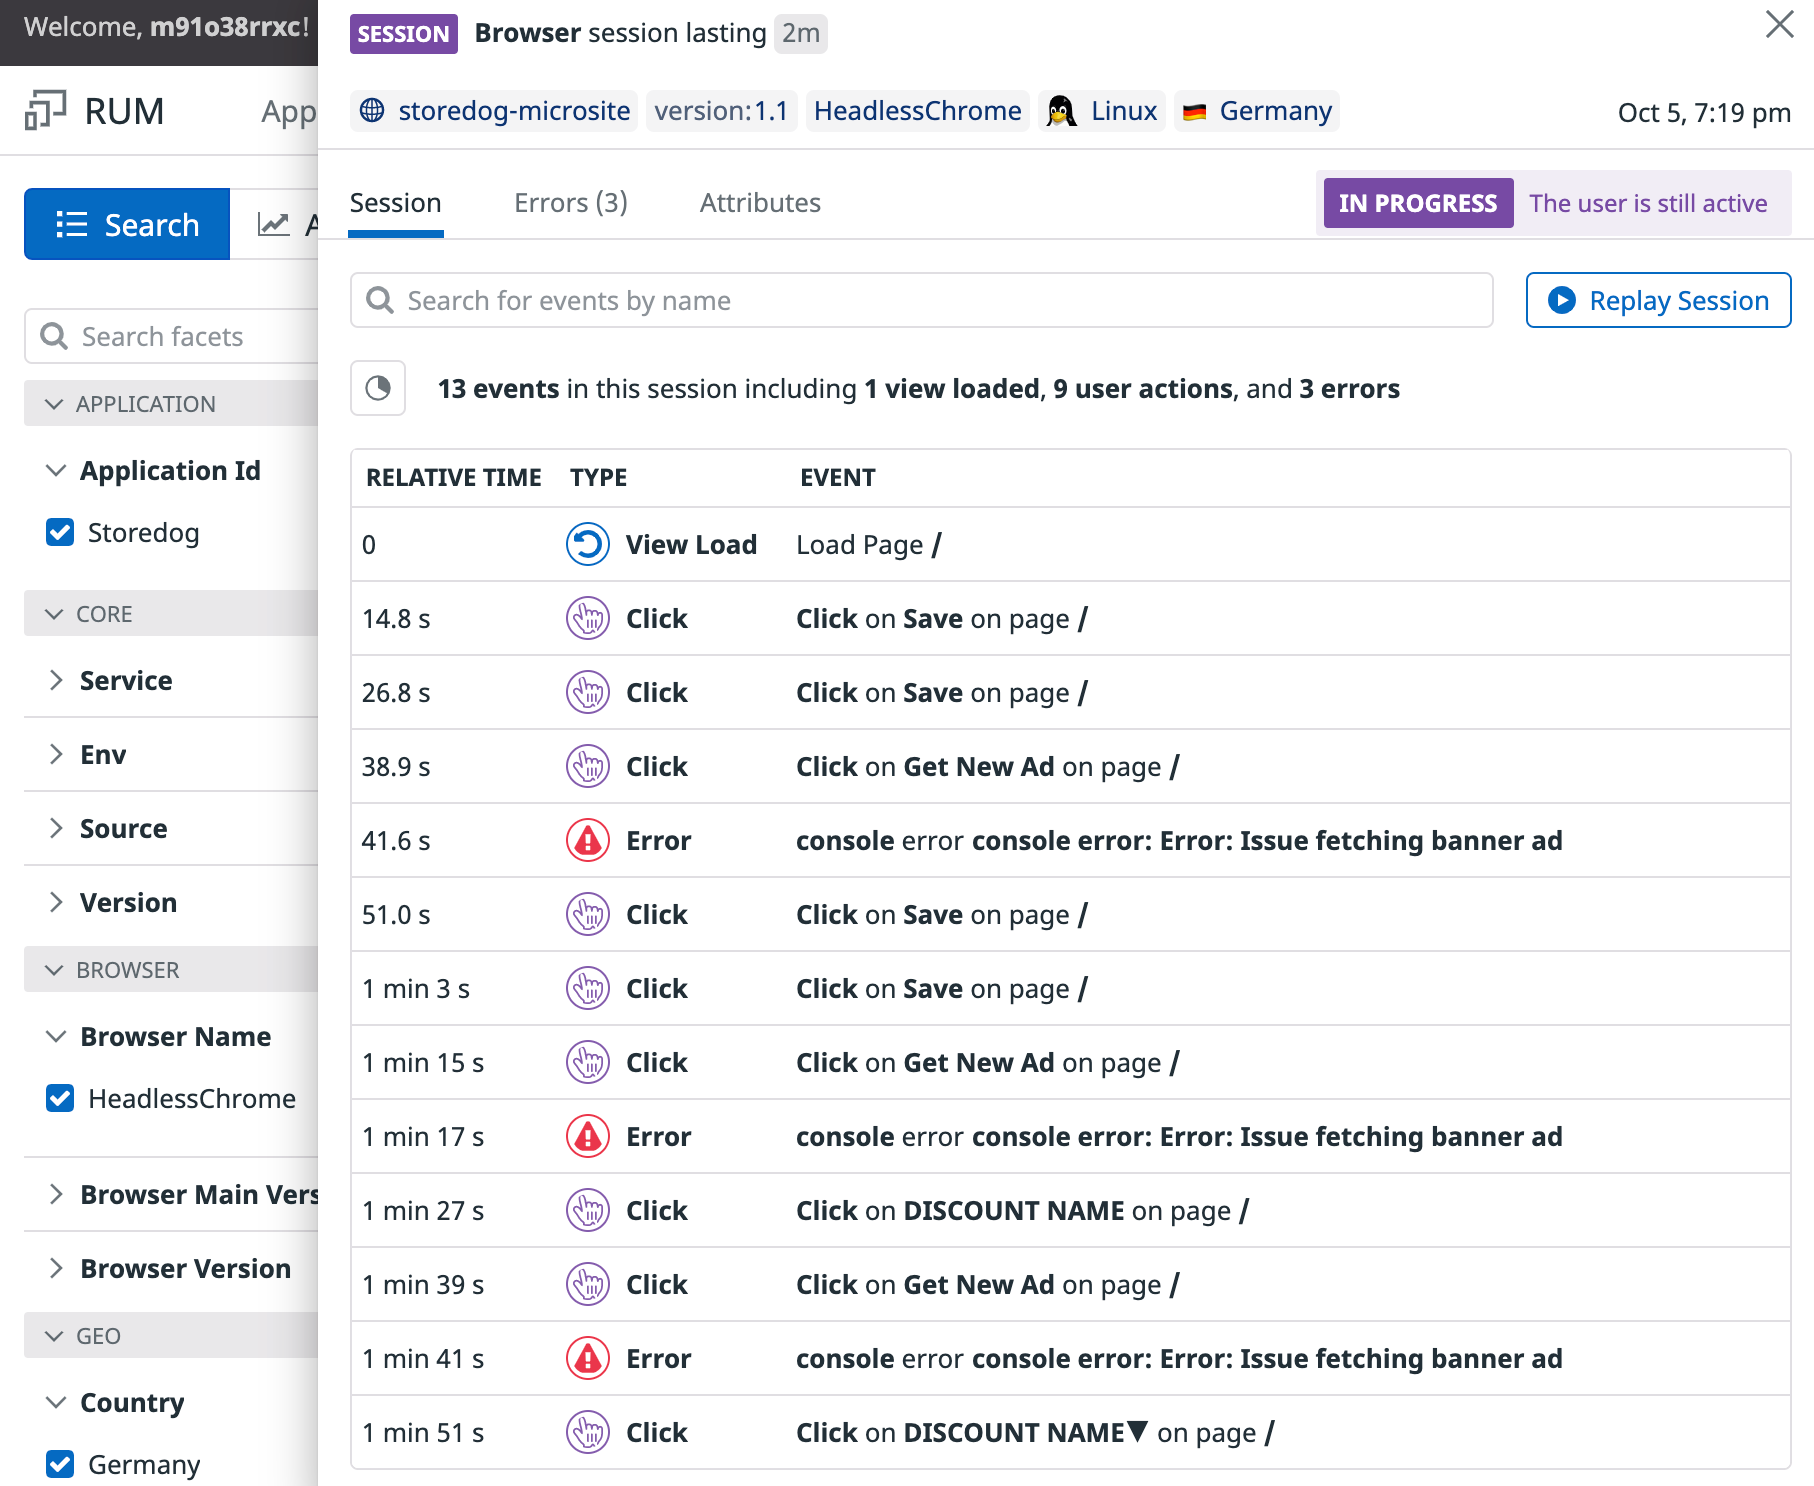 Welcome, m91o38rrxc!
RUM
App
Search
A
Search facets
APPLICATION
Application Id
Storedog
CORE
Service
Env
Source
Version
BROWSER
Browser Name
HeadlessChrome
Browser Main Vers
Browser Version
GEO
Country
Germany
SESSION Browser session lasting 2m
storedog-microsite version:1.1 HeadlessChrome Linux Germany Oct 5, 7:19 pm
Session Errors (3) Attributes IN PROGRESS The user is still active
Search for events by name Replay Session
13 events in this session including 1 view loaded, 9 user actions, and 3 errors
RELATIVE TIME TYPE EVENT
0 View Load Load Page /
14.8 s Click Click on Save on page /
26.8 s Click Click on Save on page /
38.9 s Click Click on Get New Ad on page /
41.6 s Error console error console error: Error: Issue fetching banner ad
51.0 s Click Click on Save on page /
1 min 3 s Click Click on Save on page /
1 min 15 s Click Click on Get New Ad on page /
1 min 17 s Error console error console error: Error: Issue fetching banner ad
1 min 27 s Click Click on DISCOUNT NAME on page /
1 min 39 s Click Click on Get New Ad on page /
1 min 41 s Error console error console error: Error: Issue fetching banner ad
1 min 51 s Click Click on DISCOUNT NAME▼ on page /